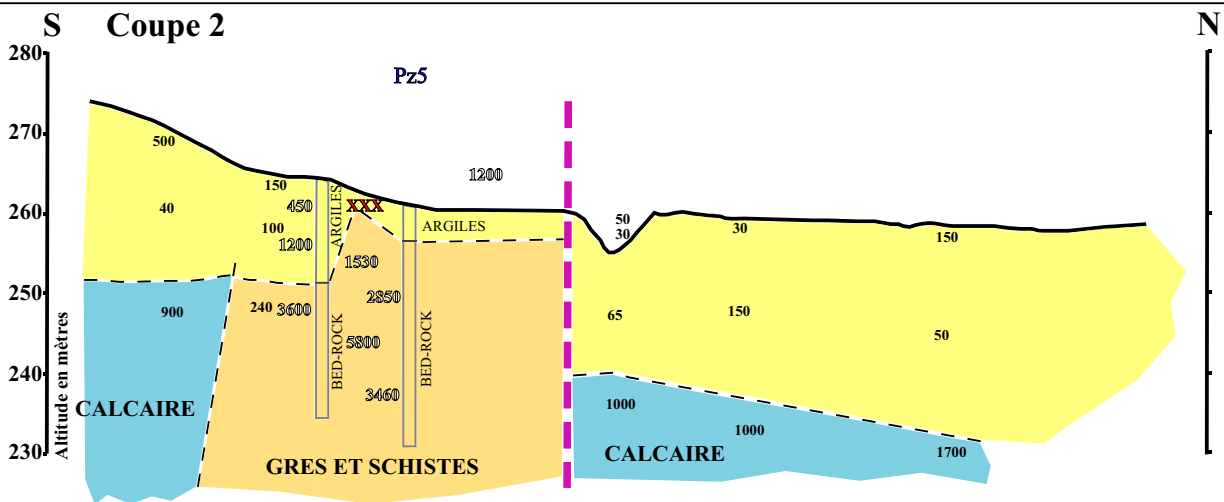 S Coupe 2 N
280
Pz5
270
500
1200
150
260
40
450
XXX
ARGILES
ARGILES
50
30
30
150
100
1200
1530
250
900
240
3600
2850
65
150
50
BED-ROCK
BED-ROCK
5800
240
3460
CALCAIRE
1000
1000
230
GRES ET SCHISTES
CALCAIRE
1700
Altitude en mètres